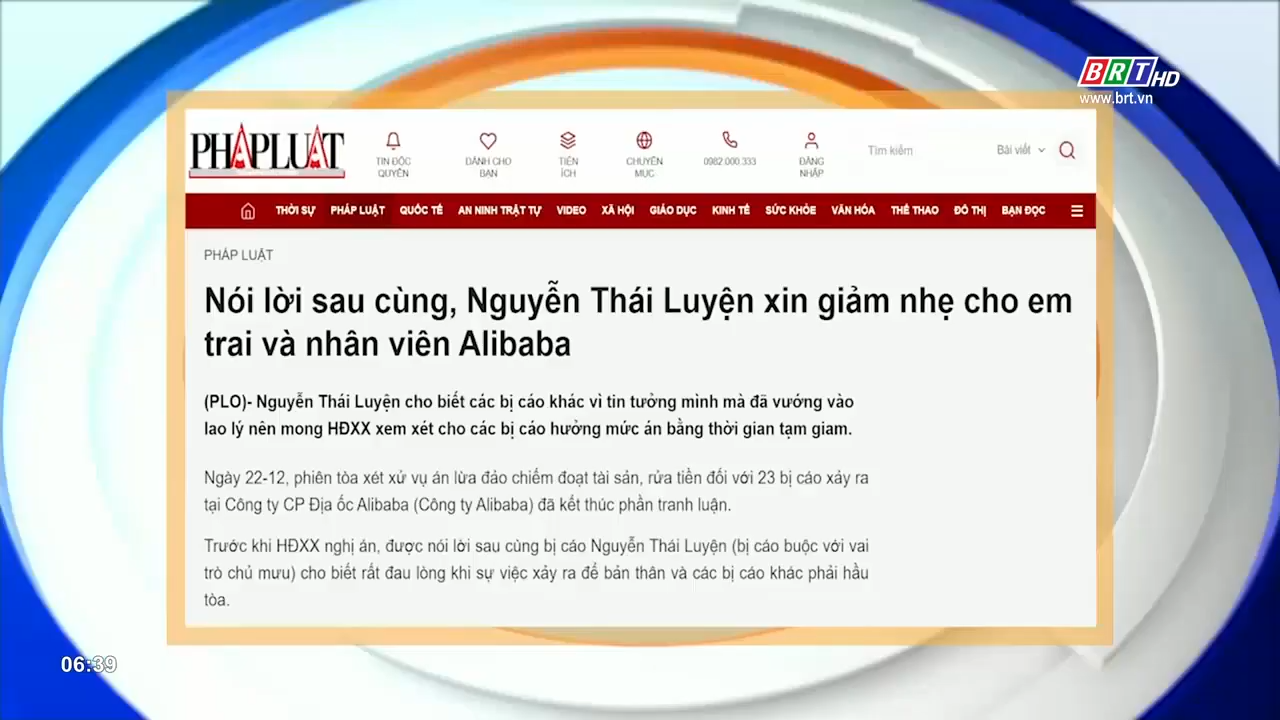 BRTHD
www.brt.vn
PHÁP LUẬT
TIN ĐỘC QUYỀN
DÀNH CHO BẠN
TIỆN ÍCH
CHUYÊN MỤC
0982.000.333
ĐĂNG NHẬP
Tìm kiếm
Bài viết
THỜI SỰ PHÁP LUẬT QUỐC TẾ AN NINH TRẬT TỰ VIDEO XÃ HỘI GIÁO DỤC KINH TẾ SỨC KHỎE VĂN HÓA THỂ THAO ĐÔ THỊ BẠN ĐỌC
PHÁP LUẬT
Nói lời sau cùng, Nguyễn Thái Luyện xin giảm nhẹ cho em
trai và nhân viên Alibaba
(PLO)- Nguyễn Thái Luyện cho biết các bị cáo khác vì tin tưởng mình mà đã vướng vào
lao lý nên mong HĐXX xem xét cho các bị cáo hưởng mức án bằng thời gian tạm giam.
Ngày 22-12, phiên tòa xét xử vụ án lừa đảo chiếm đoạt tài sản, rửa tiền đối với 23 bị cáo xảy ra
tại Công ty CP Địa ốc Alibaba (Công ty Alibaba) đã kết thúc phần tranh luận.
Trước khi HĐXX nghị án, được nói lời sau cùng bị cáo Nguyễn Thái Luyện (bị cáo buộc với vai
trò chủ mưu) cho biết rất đau lòng khi sự việc xảy ra để bản thân và các bị cáo khác phải hầu
tòa.
06:39